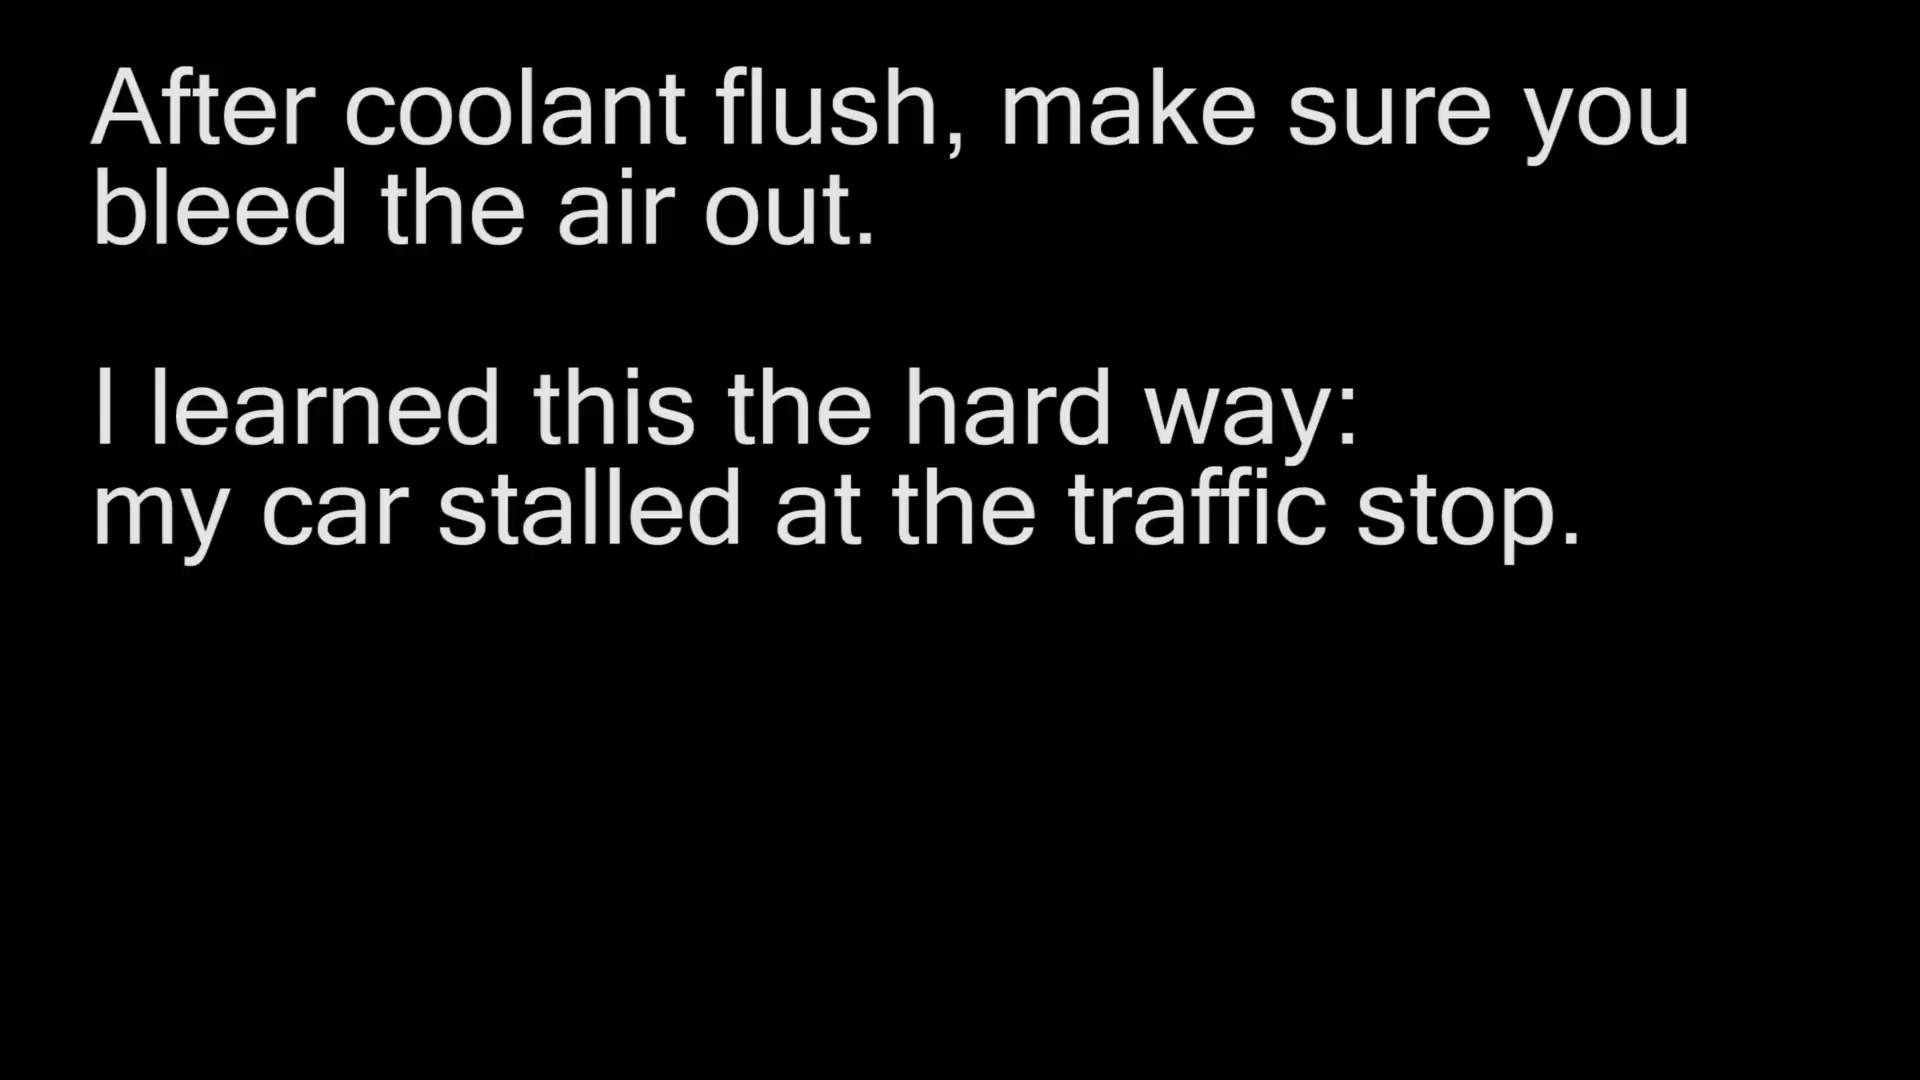 After coolant flush, make sure you
bleed the air out.
I learned this the hard way:
my car stalled at the traffic stop.